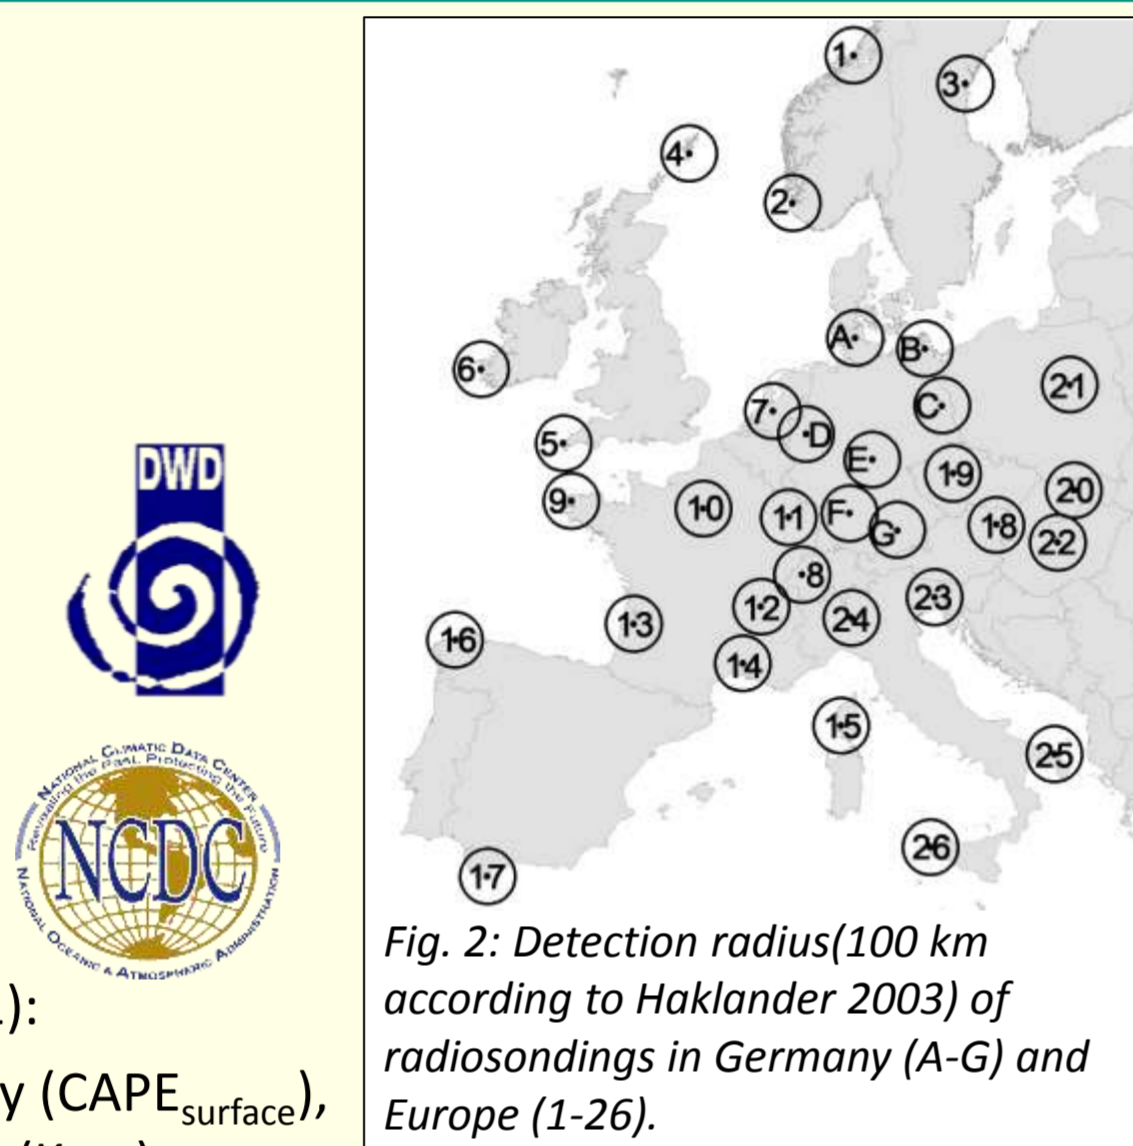 1
3
4
2
A
B
6
21
7
C
D
5
E
19
9
10
11
F
G
18
20
22
8
12
24
23
13
16
14
15
25
26
17
DWD
NATIONAL CLIMATIC DATA CENTER
Revealing the Past, Protecting the Future
NCDC
NATIONAL OCEANIC & ATMOSPHERIC ADMINISTRATION
):
y (CAPEsurface),
Fig. 2: Detection radius(100 km
according to Haklander 2003) of
radiosondings in Germany (A-G) and
Europe (1-26).